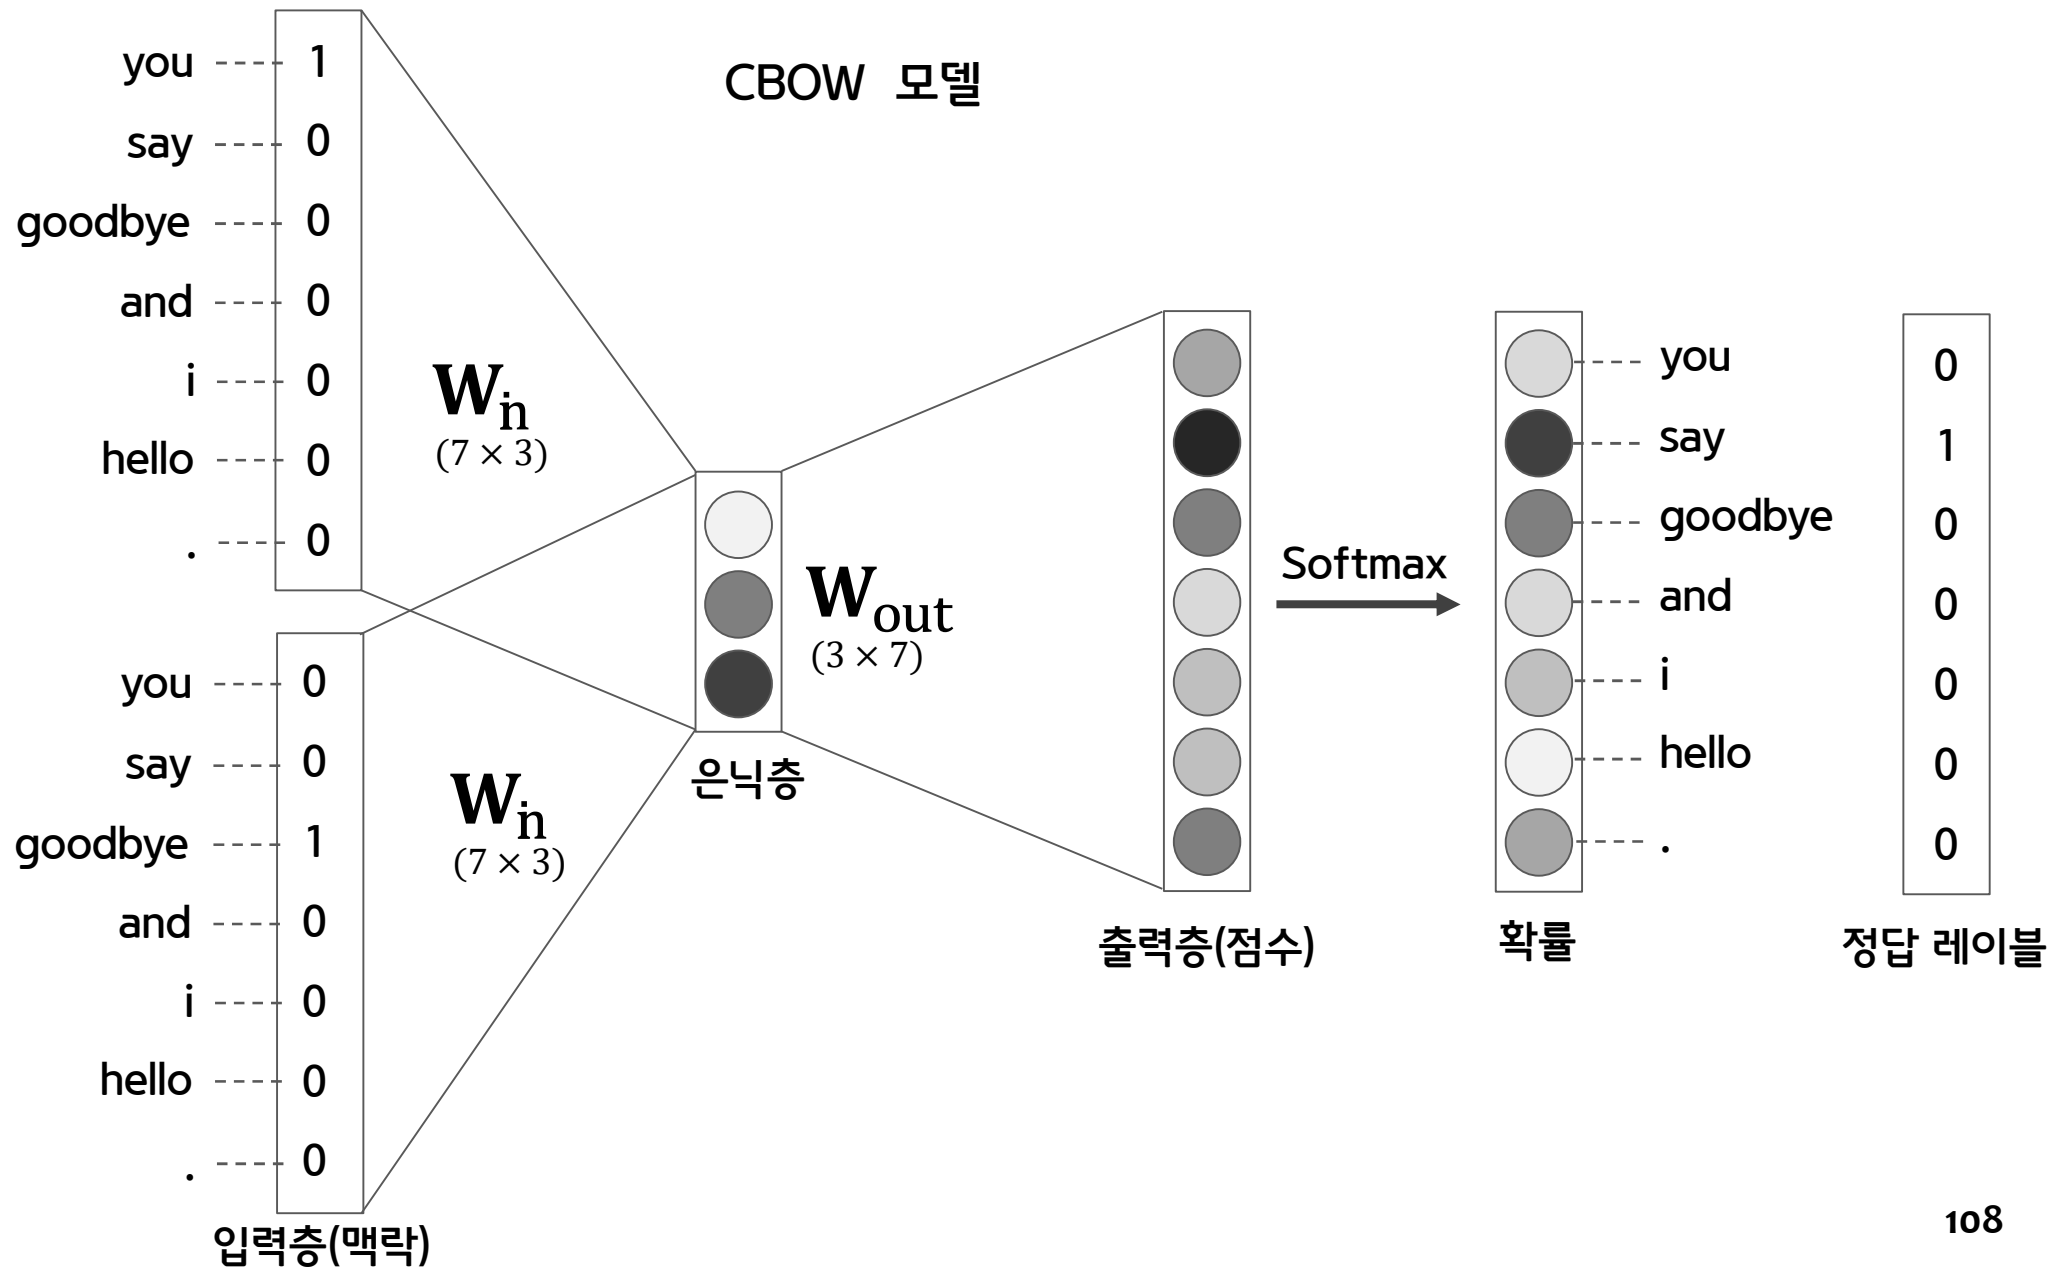 CBOW 모델
you 1
say 0
goodbye 0
and 0
i 0
hello 0
. 0
W_in
(7 × 3)
you 0
say 0
goodbye 1
and 0
i 0
hello 0
. 0
입력층(맥락)
W_in
(7 × 3)
은닉층
W_out
(3 × 7)
출력층(점수)
Softmax
you
say
goodbye
and
i
hello
.
확률
0
1
0
0
0
0
0
정답 레이블
108